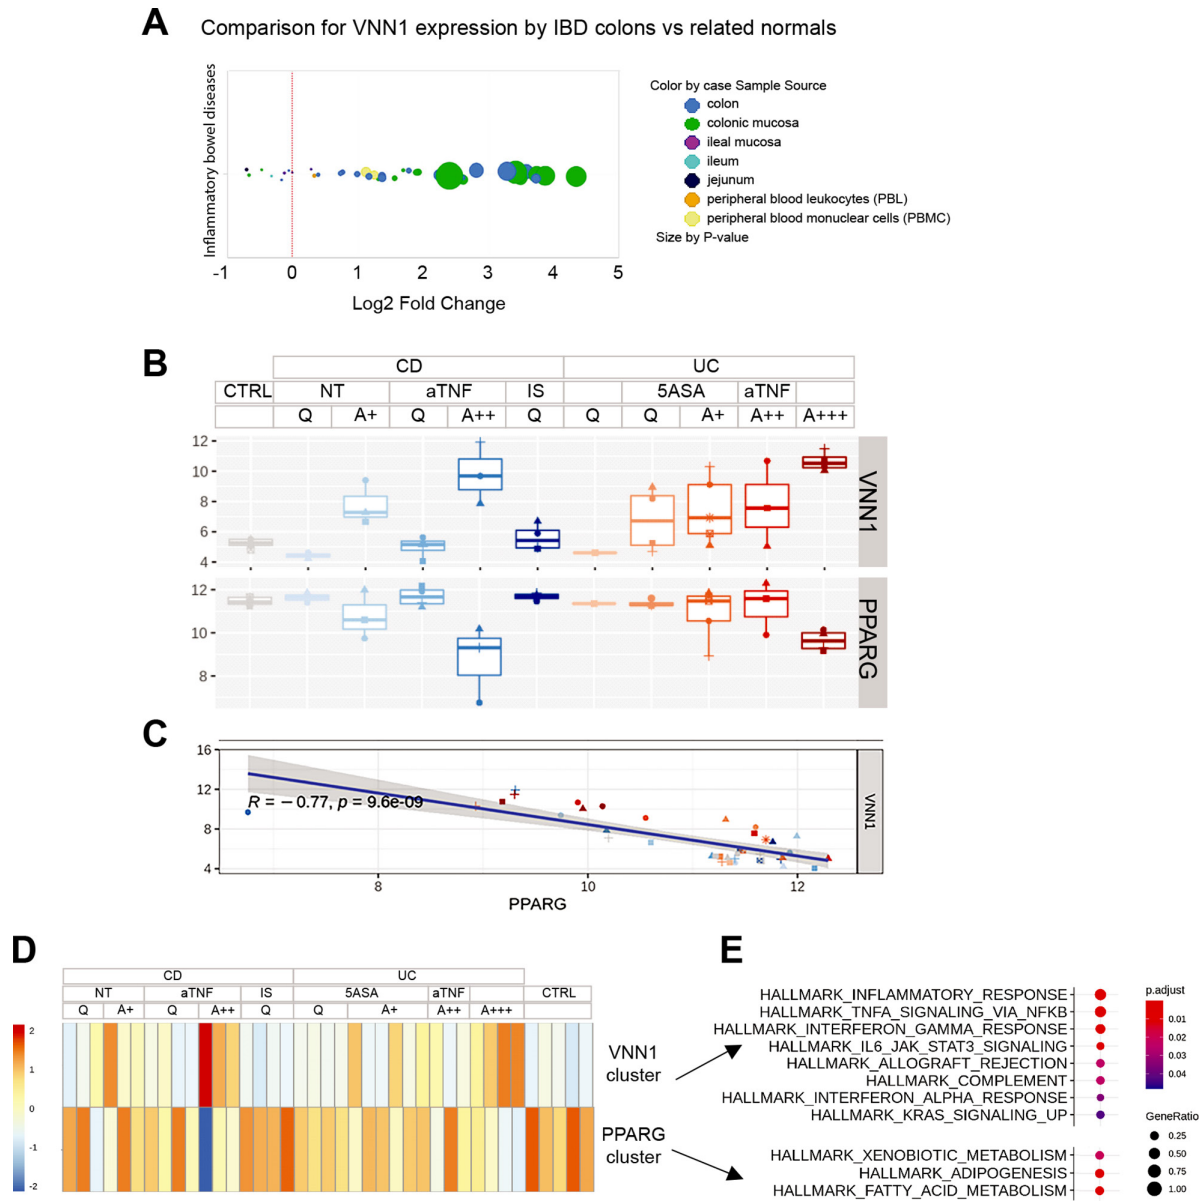 A
Comparison for VNN1 expression by IBD colons vs related normals
Inflammatory bowel diseases
-1 0 1 2 3 4 5
Log2 Fold Change
Color by case Sample Source
colon
colonic mucosa
ileal mucosa
ileum
jejunum
peripheral blood leukocytes (PBL)
peripheral blood monuclear cells (PBMC)
Size by P-value
B
CD UC
CTRL NT aTNF IS 5ASA aTNF
Q A+ Q A++ Q Q Q A+ A++ A+++
12
10
8
6
4
VNN1
12
10
8
PPARG
C
16
12
8
4
R = −0.77, p = 9.6e-09
VNN1
8 10 12
PPARG
D
CD UC
NT aTNF IS 5ASA aTNF CTRL
Q A+ Q A++ Q Q A+ A++ A+++
2
1
0
-1
-2
VNN1
cluster
PPARG
cluster
E
HALLMARK_INFLAMMATORY_RESPONSE
HALLMARK_TNFA_SIGNALING_VIA_NFKB
HALLMARK_INTERFERON_GAMMA_RESPONSE
HALLMARK_IL6_JAK_STAT3_SIGNALING
HALLMARK_ALLOGRAFT_REJECTION
HALLMARK_COMPLEMENT
HALLMARK_INTERFERON_ALPHA_RESPONSE
HALLMARK_KRAS_SIGNALING_UP
HALLMARK_XENOBIOTIC_METABOLISM
HALLMARK_ADIPOGENESIS
HALLMARK_FATTY_ACID_METABOLISM
p.adjust
0.01
0.02
0.03
0.04
GeneRatio
0.25
0.50
0.75
1.00